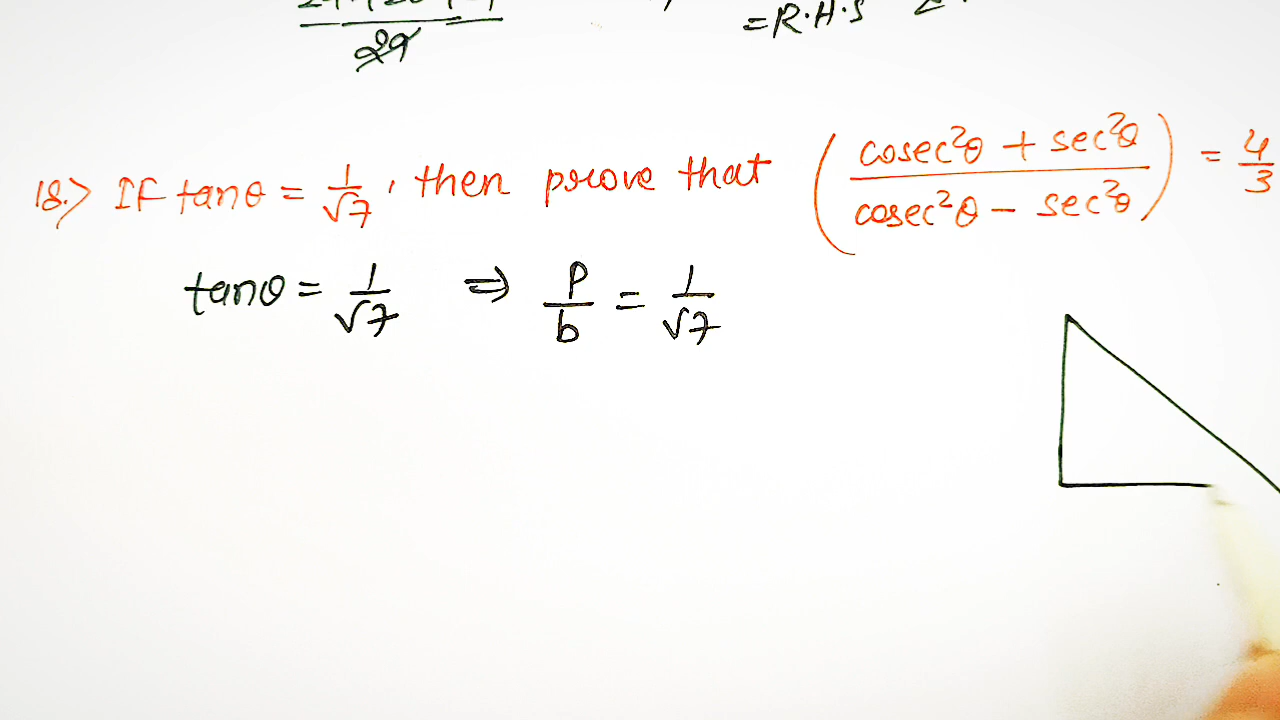 = R.H.S
29
18.> If tanθ = 1/√7, then prove that ( cosec²θ + sec²θ / cosec²θ − sec²θ ) = 4/3
tanθ = 1/√7 ⇒ p/b = 1/√7